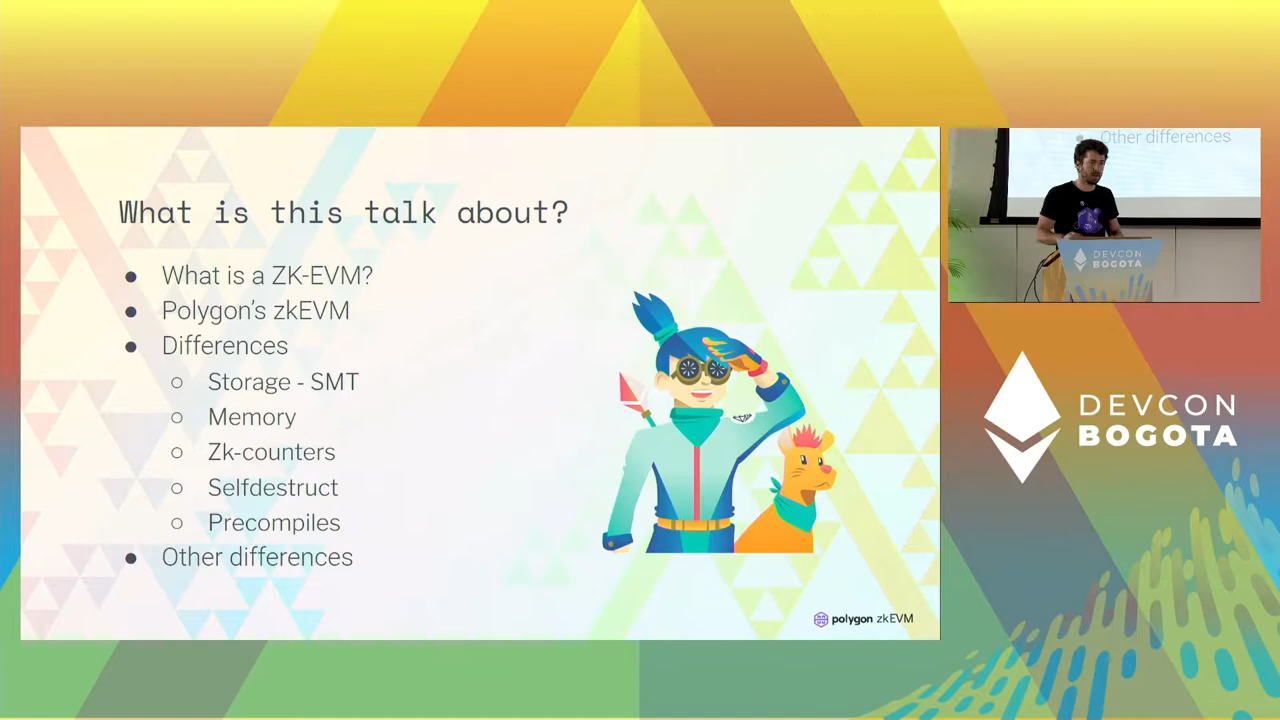 What is this talk about?
● What is a ZK-EVM?
● Polygon's zkEVM
● Differences
○ Storage - SMT
○ Memory
○ Zk-counters
○ Selfdestruct
○ Precompiles
● Other differences
polygon zkEVM
Other differences
DEVCON
BOGOTA
DEVCON
BOGOTA